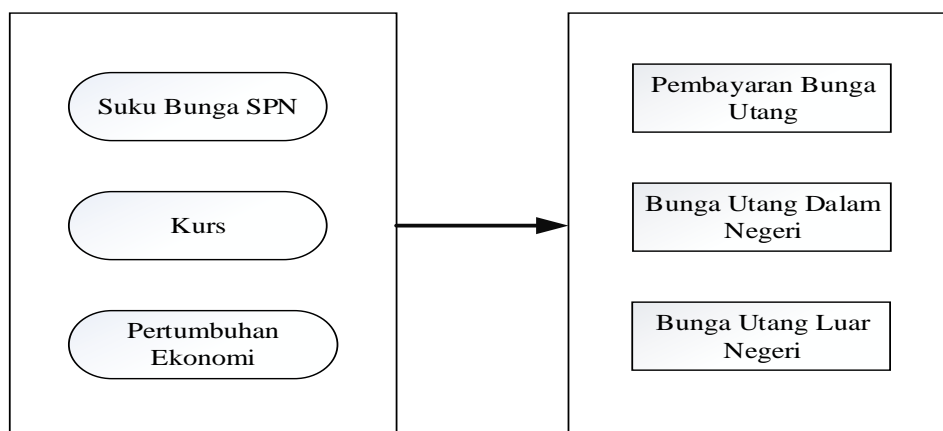 Suku Bunga SPN
Kurs
Pertumbuhan
Ekonomi
Pembayaran Bunga
Utang
Bunga Utang Dalam
Negeri
Bunga Utang Luar
Negeri